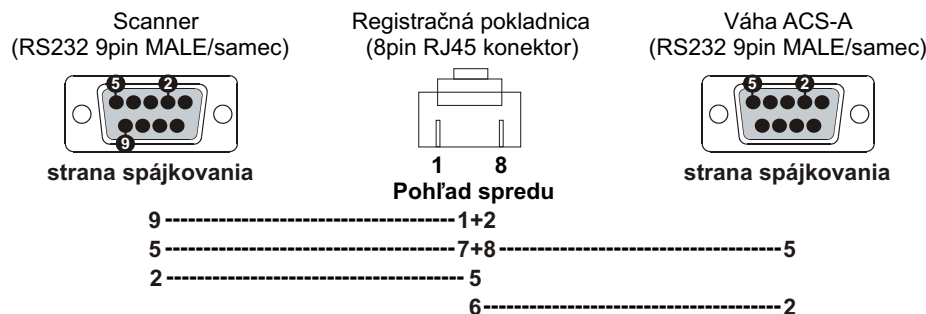 Scanner
(RS232 9pin MALE/samec)
Registračná pokladnica
(8pin RJ45 konektor)
Váha ACS-A
(RS232 9pin MALE/samec)
5 2
9
strana spájkovania
1 8
Pohľad spredu
5 2
strana spájkovania
9-----------------------------------1+2
5-----------------------------------7+8-----------------------------------5
2-----------------------------------5
6-----------------------------------2